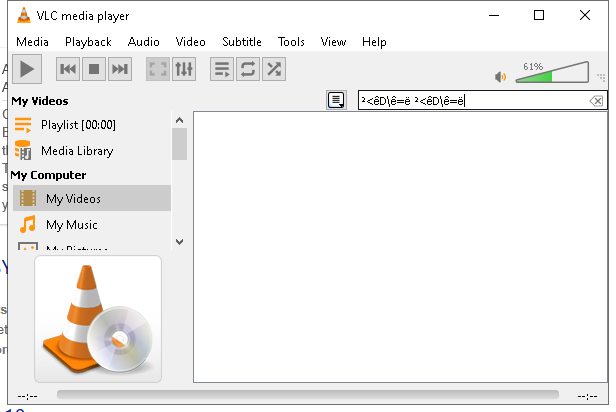 VLC media player
Media Playback Audio Video Subtitle Tools View Help
61%
My Videos
²<êD\ê=ë ²<êD\ê=ë
Playlist [00:00]
Media Library
My Computer
My Videos
My Music
My Pictures
--:-- --:--